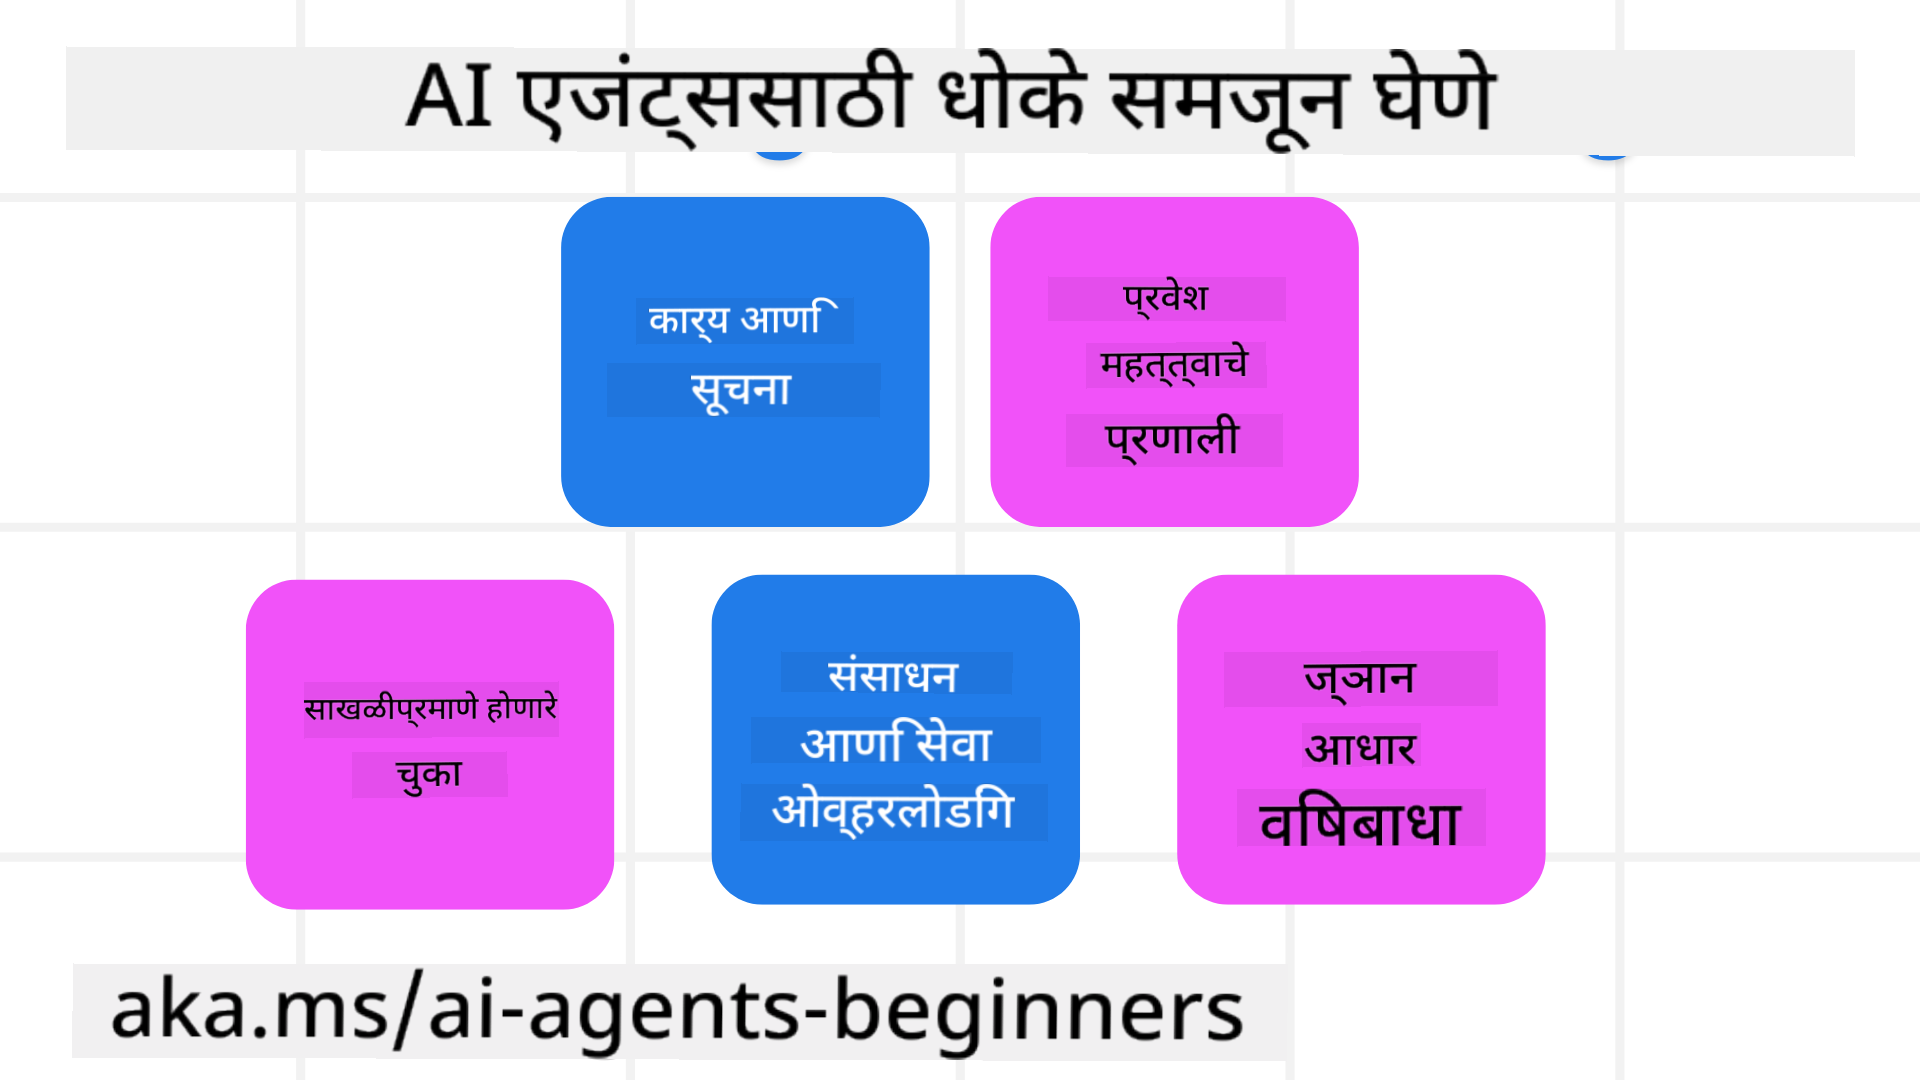 AI एजंट्ससाठी धोके समजून घेणे
कार्य आणि
सूचना
प्रवेश
महत्त्वाचे
प्रणाली
साखळीप्रमाणे होणारे
चुका
संसाधन
आणि सेवा
ओव्हरलोडिंग
ज्ञान
आधार
विषबाधा
aka.ms/ai-agents-beginners